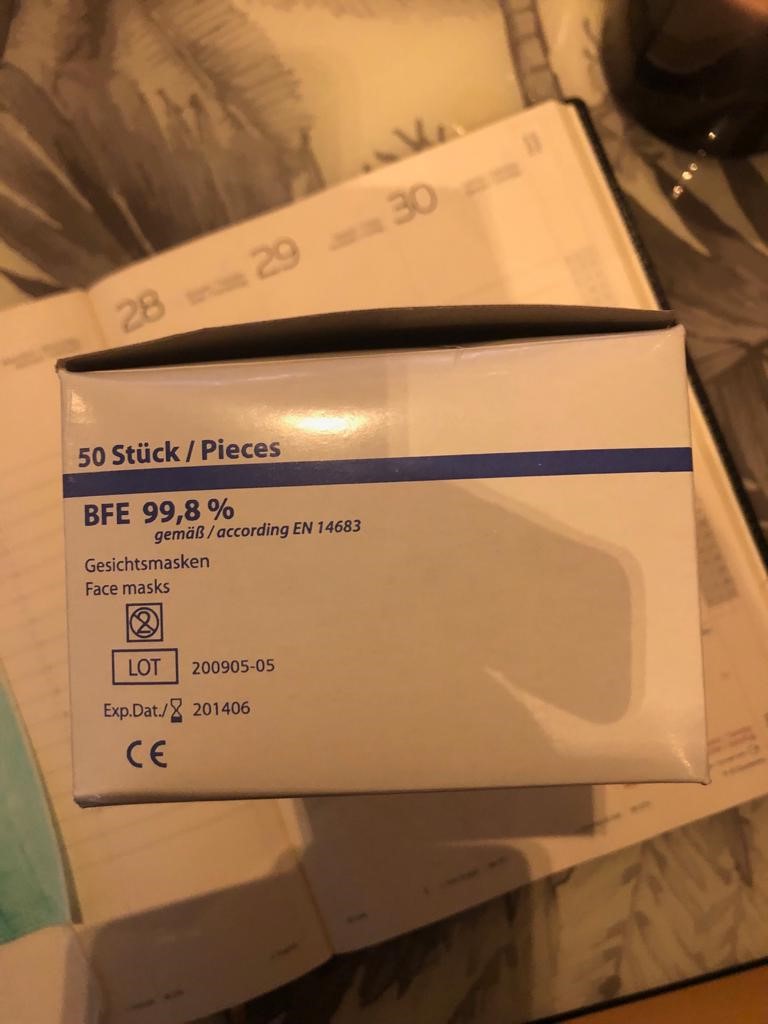 28
29
30
50 Stück / Pieces
BFE 99,8 %
gemäß / according EN 14683
Gesichtsmasken
Face masks
2
LOT 200905-05
Exp.Dat./ 201406
CE